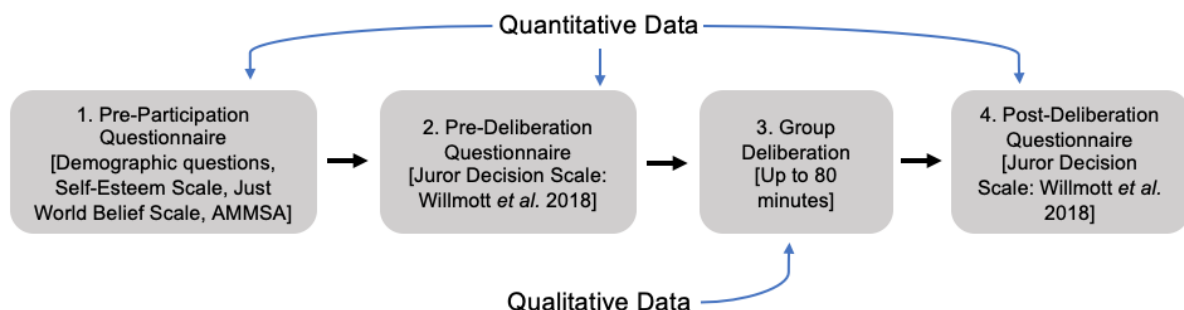 Quantitative Data
1. Pre-Participation
Questionnaire
[Demographic questions,
Self-Esteem Scale, Just
World Belief Scale, AMMSA]
2. Pre-Deliberation
Questionnaire
[Juror Decision Scale:
Willmott et al. 2018]
3. Group
Deliberation
[Up to 80
minutes]
4. Post-Deliberation
Questionnaire
[Juror Decision
Scale: Willmott et al.
2018]
Qualitative Data